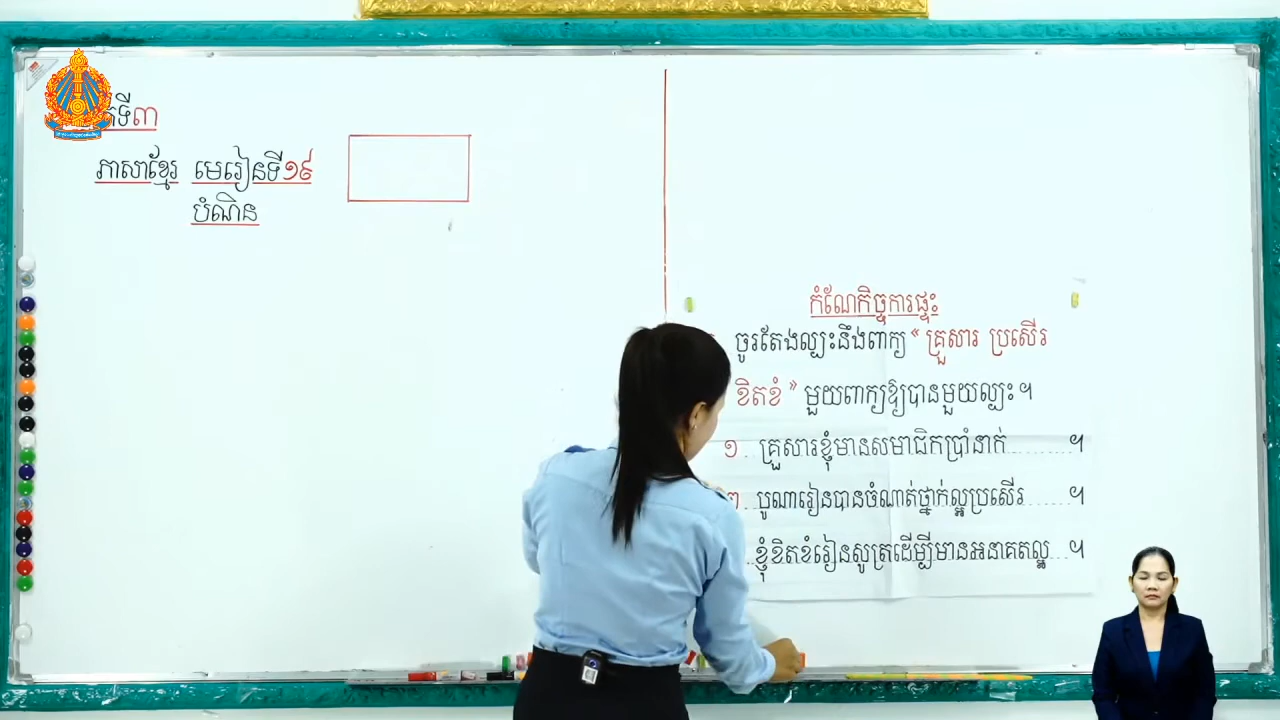 ទី៣
ភាសាខ្មែរ មេរៀនទី១៩
បំណិន
កំណែកិច្ចការផ្ទះ
ចូរតែងល្បះនឹងពាក្យ "គ្រួសារ ប្រសើរ
ខិតខំ" មួយពាក្យឱ្យបានមួយល្បះ។
១. គ្រួសារខ្ញុំមានសមាជិកប្រាំនាក់..........។
បូណារៀនបានចំណាត់ថ្នាក់ល្អប្រសើរ.......។
ខ្ញុំខិតខំរៀនសូត្រដើម្បីមានអនាគតល្អ....។